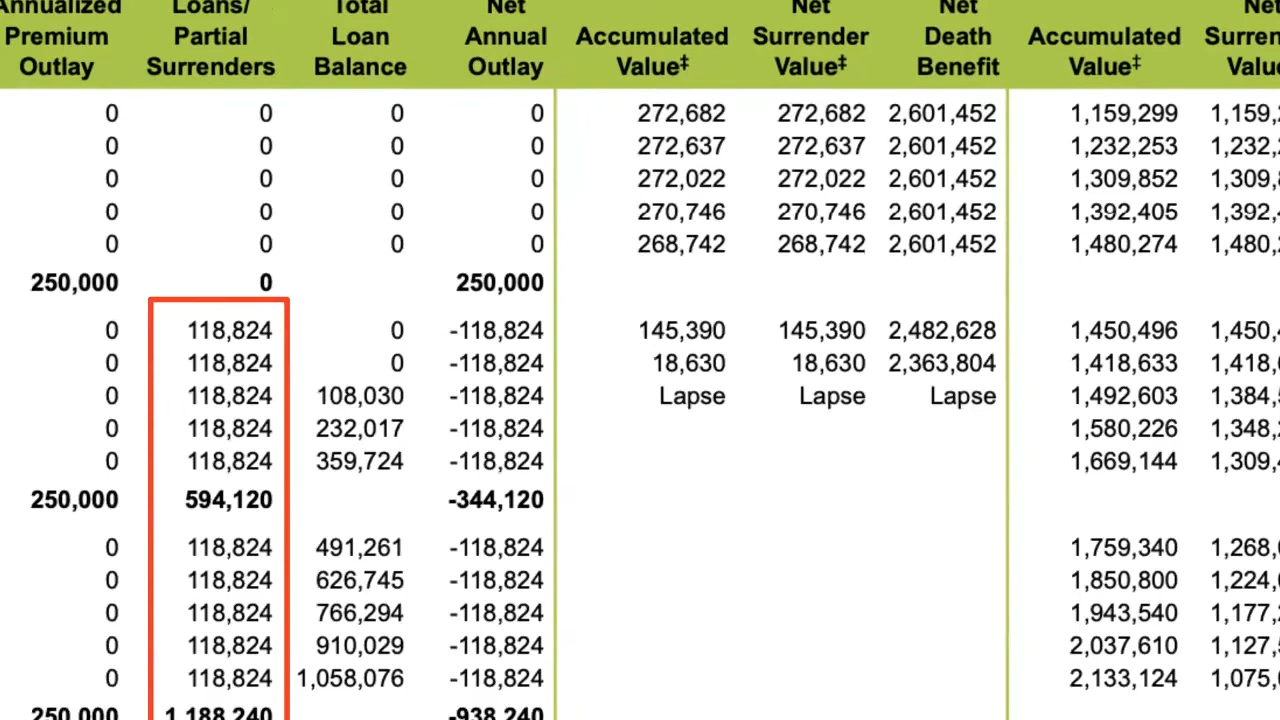 Annualized Loans/ Total Net Net Net
Premium Partial Loan Annual Accumulated Surrender Death Accumulated
Outlay Surrenders Balance Outlay Value‡ Value‡ Benefit Value‡
0 0 0 0 272,682 272,682 2,601,452 1,159,299
0 0 0 0 272,637 272,637 2,601,452 1,232,253
0 0 0 0 272,022 272,022 2,601,452 1,309,852
0 0 0 0 270,746 270,746 2,601,452 1,392,405
0 0 0 0 268,742 268,742 2,601,452 1,480,274
250,000 0 250,000
0 118,824 0 -118,824 145,390 145,390 2,482,628 1,450,496
0 118,824 0 -118,824 18,630 18,630 2,363,804 1,418,633
0 118,824 108,030 -118,824 Lapse Lapse Lapse 1,492,603
0 118,824 232,017 -118,824 1,580,226
0 118,824 359,724 -118,824 1,669,144
250,000 594,120 -344,120
0 118,824 491,261 -118,824 1,759,340
0 118,824 626,745 -118,824 1,850,800
0 118,824 766,294 -118,824 1,943,540
0 118,824 910,029 -118,824 2,037,610
0 118,824 1,058,076 -118,824 2,133,124
250,000 1,188,240 -938,240